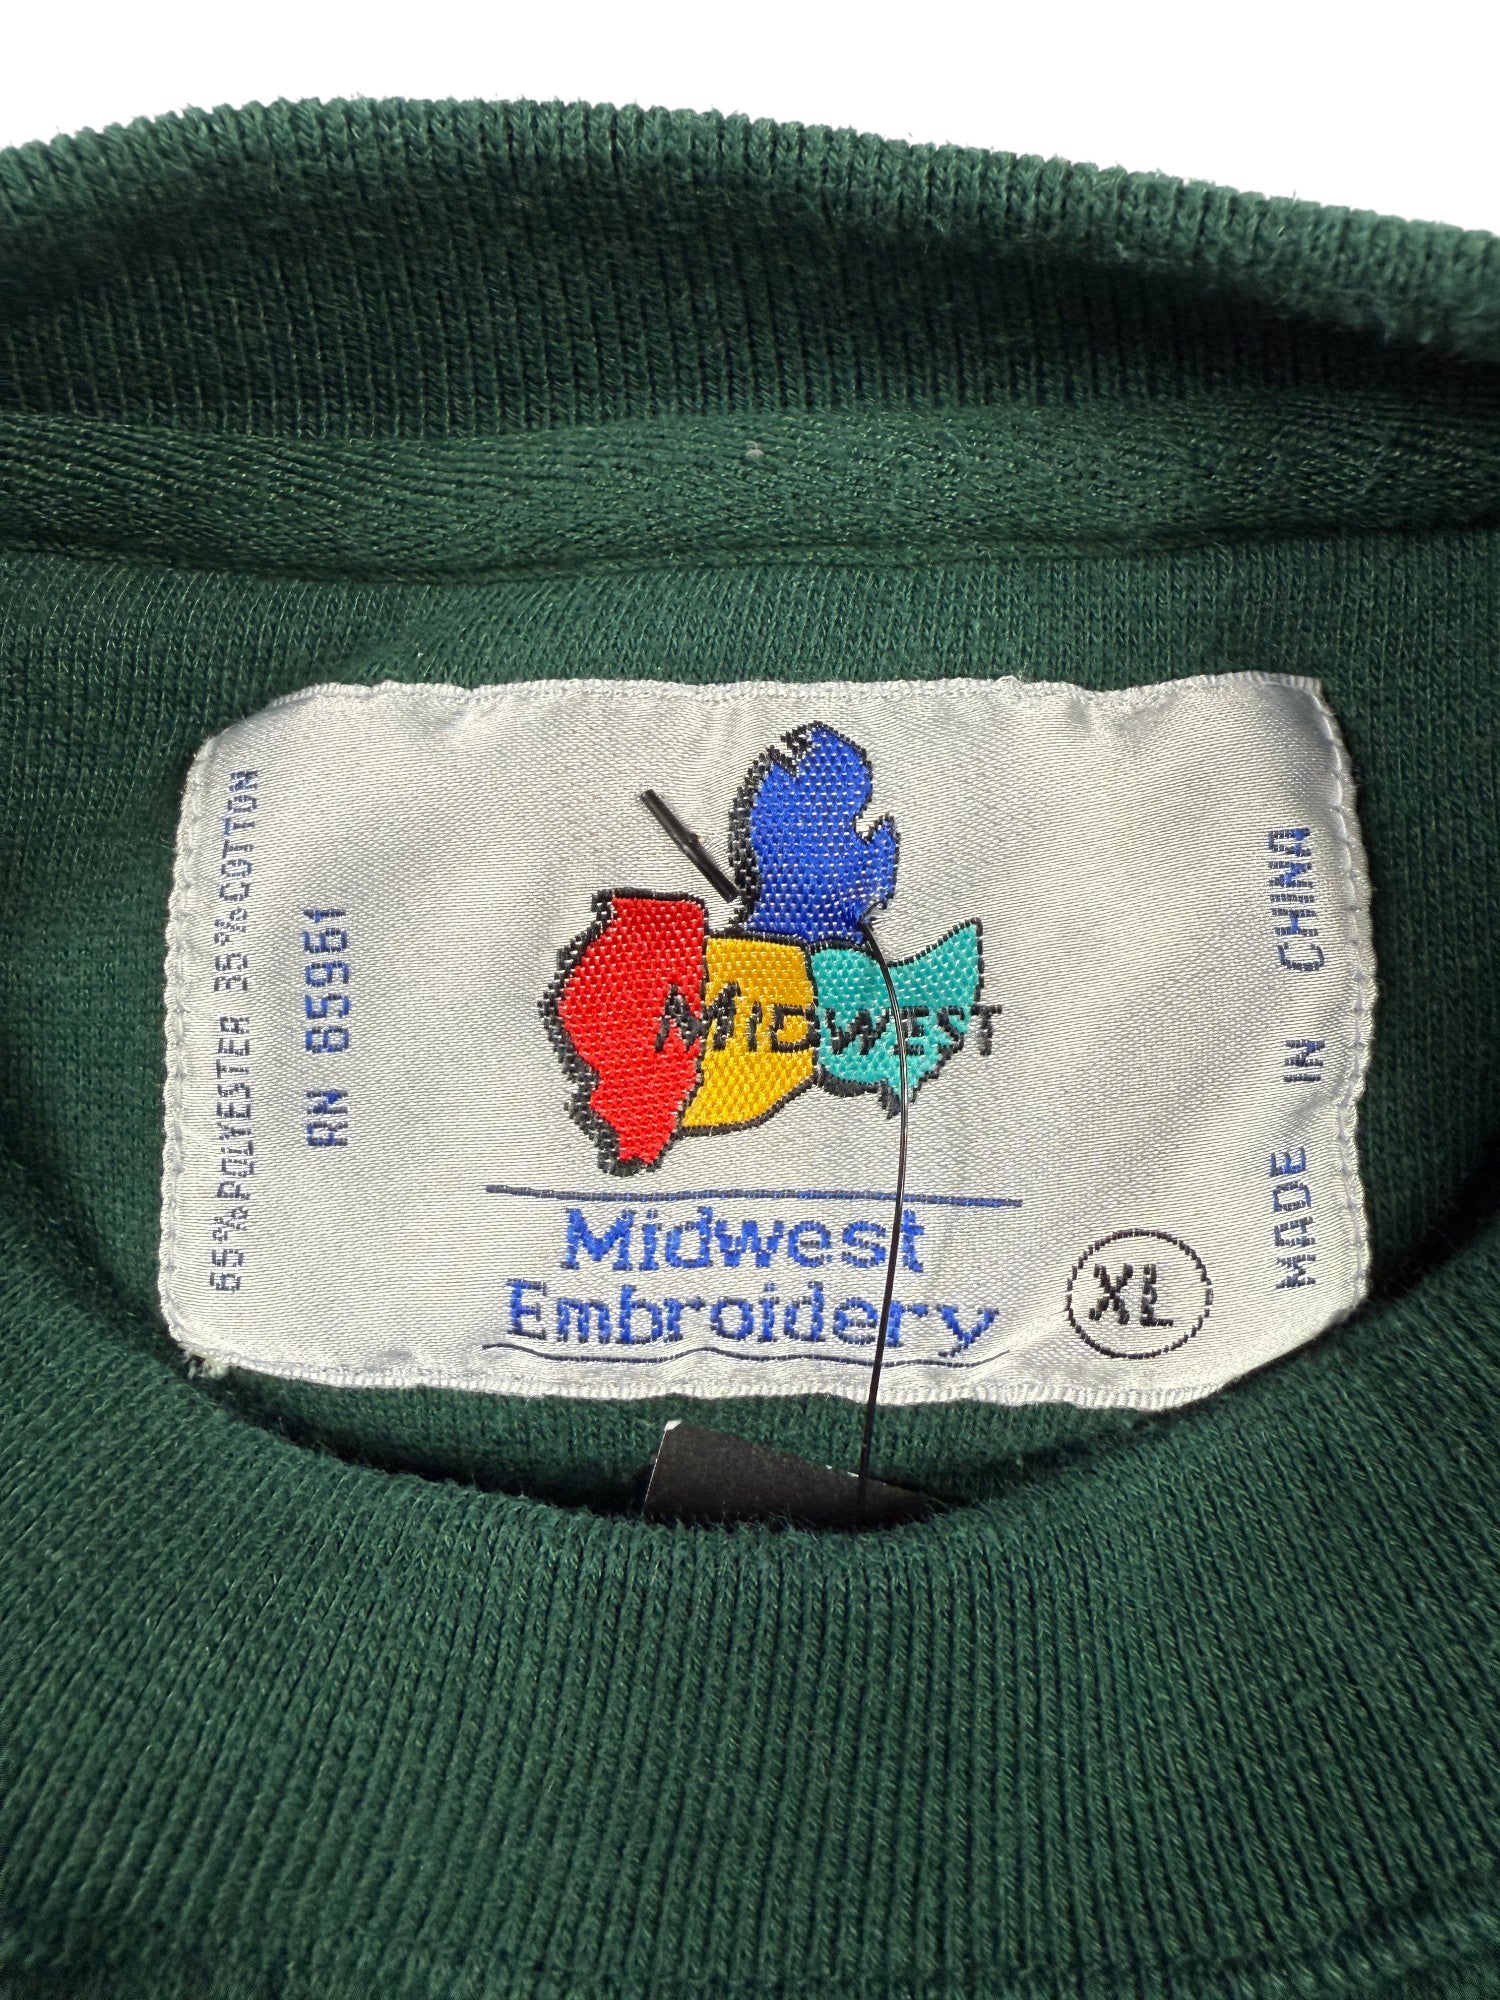 65% POLYESTER 35% COTTON
RN 65961
MIDWEST
Midwest
Embroidery
XL
MADE IN CHINA